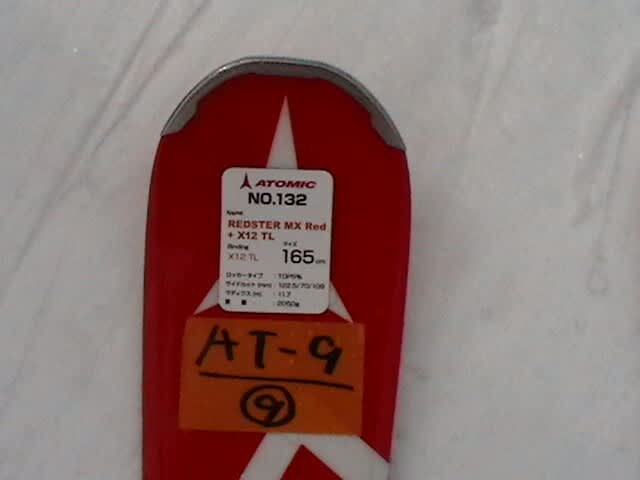 ATOMIC
NO.132
Name
REDSTER MX Red
+ X12 TL
Binding
X12 TL
サイズ
165cm
ロッカータイプ : TOP5%
サイドカット (mm) : 122.5/70/109
ラディウス (m) : 11.7
: 2050g
AT-9
9